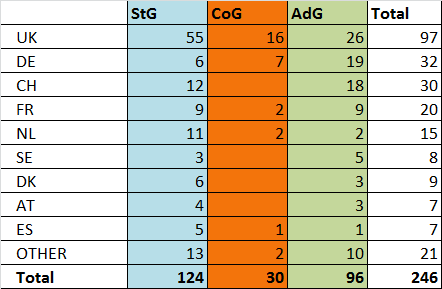 StG CoG AdG Total
UK 55 16 26 97
DE 6 7 19 32
CH 12 18 30
FR 9 2 9 20
NL 11 2 2 15
SE 3 5 8
DK 6 3 9
AT 4 3 7
ES 5 1 1 7
OTHER 13 2 10 21
Total 124 30 96 246